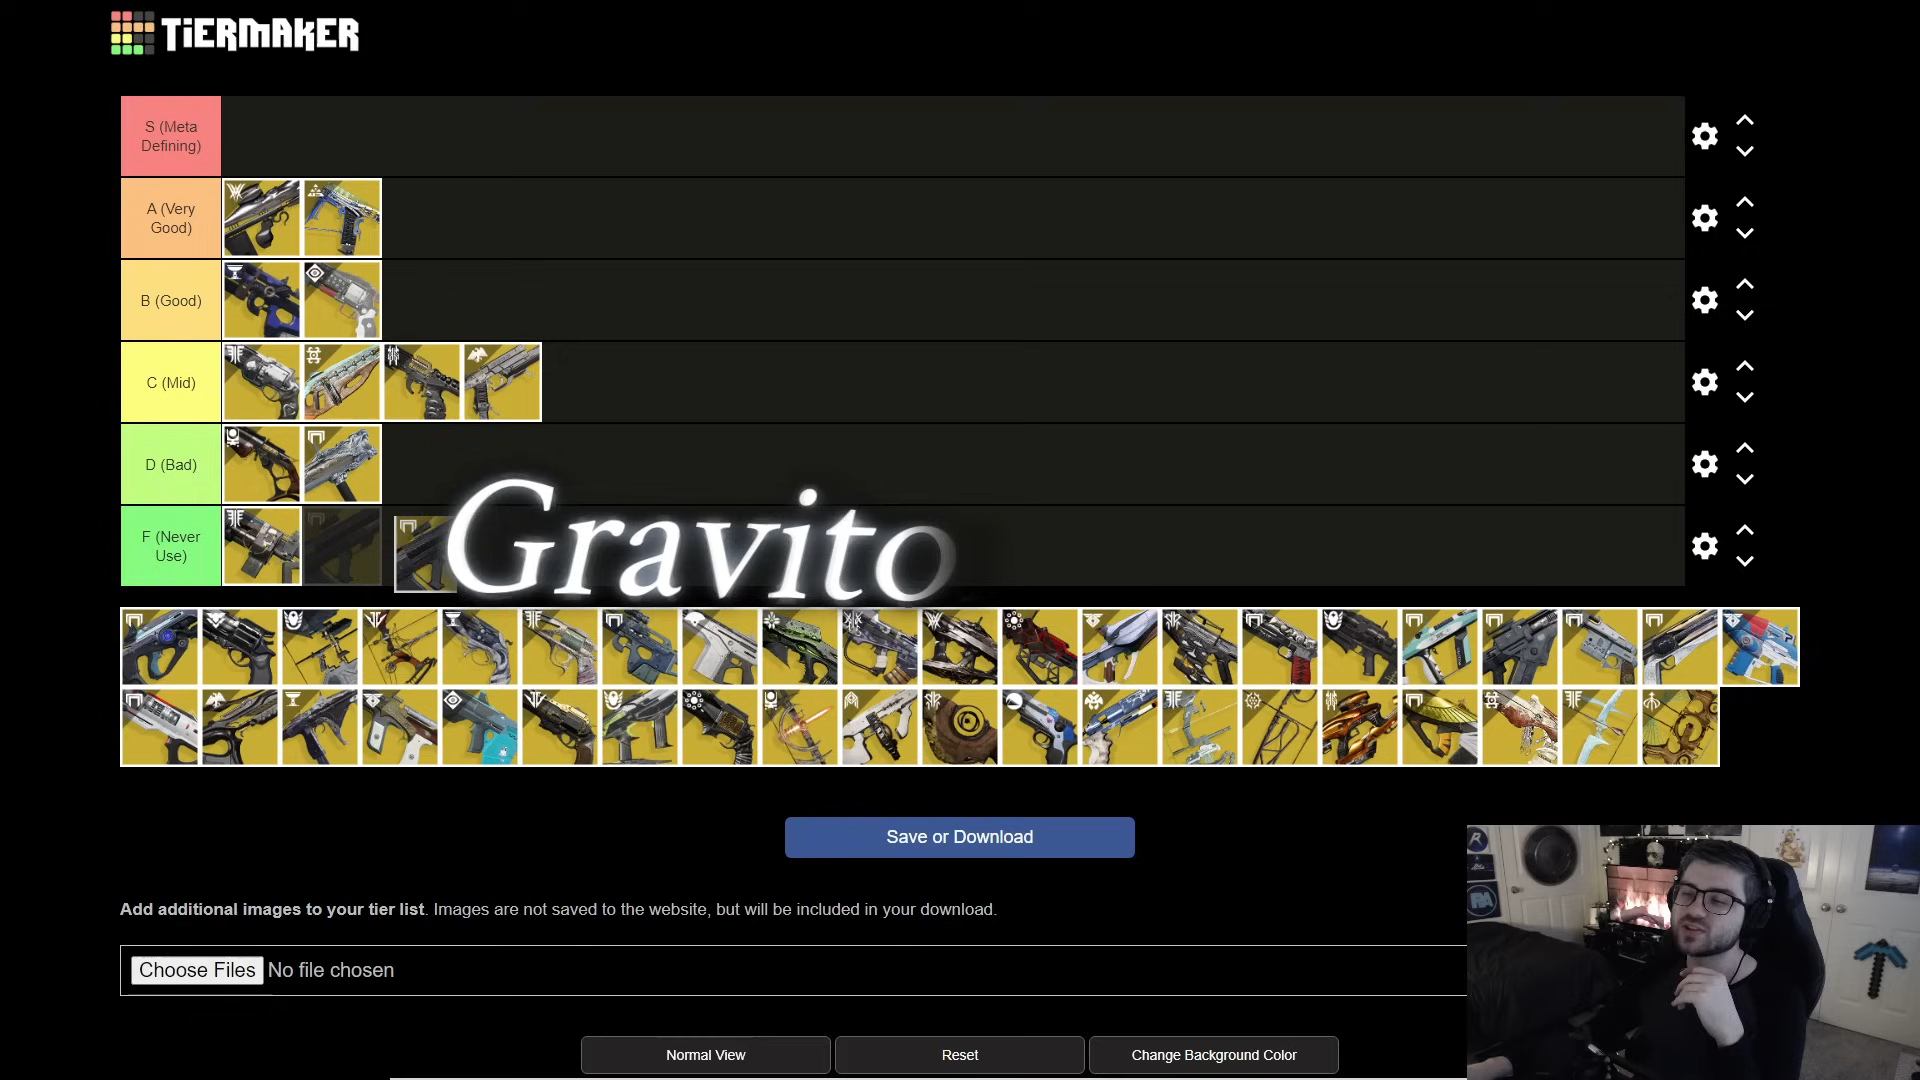 TiERMAKER
S (Meta
Defining)
A (Very
Good)
B (Good)
C (Mid)
D (Bad)
F (Never
Use)
Gravito
Save or Download
Add additional images to your tier list. Images are not saved to the website, but will be included in your download.
Choose Files No file chosen
Normal View
Reset
Change Background Color